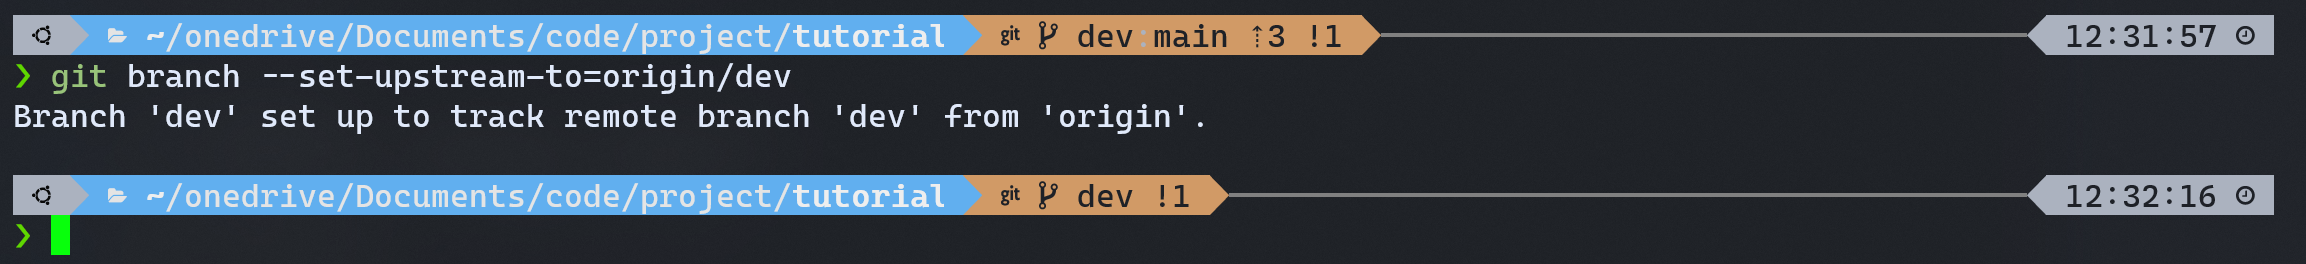 ~/onedrive/Documents/code/project/tutorial git dev:main ⇡3 !1 12:31:57
❯ git branch --set-upstream-to=origin/dev
Branch 'dev' set up to track remote branch 'dev' from 'origin'.
~/onedrive/Documents/code/project/tutorial git dev !1 12:32:16
❯